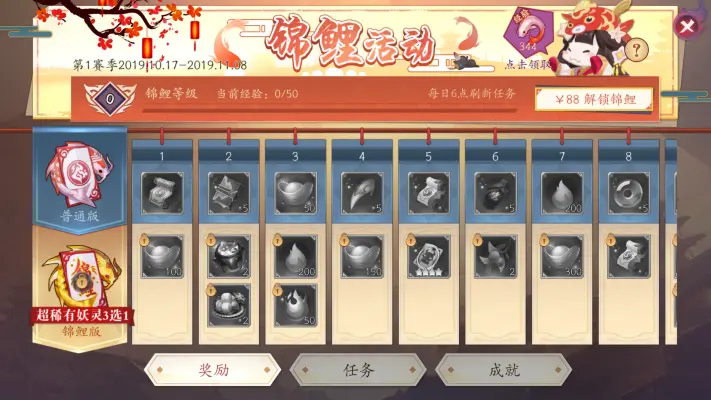 锦鲤活动
经验
344
点击领取
?
第1赛季2019.10.17-2019.11.08
0
锦鲤等级
当前经验：0/50
每日6点刷新任务
￥88 解锁锦鲤
1
2
3
4
5
6
7
8
普通版
*5
50
*5
*5
*5
200
*5
超稀有妖灵3选1
锦鲤版
100
2
200
150
2
300
*2
50
奖励
任务
成就